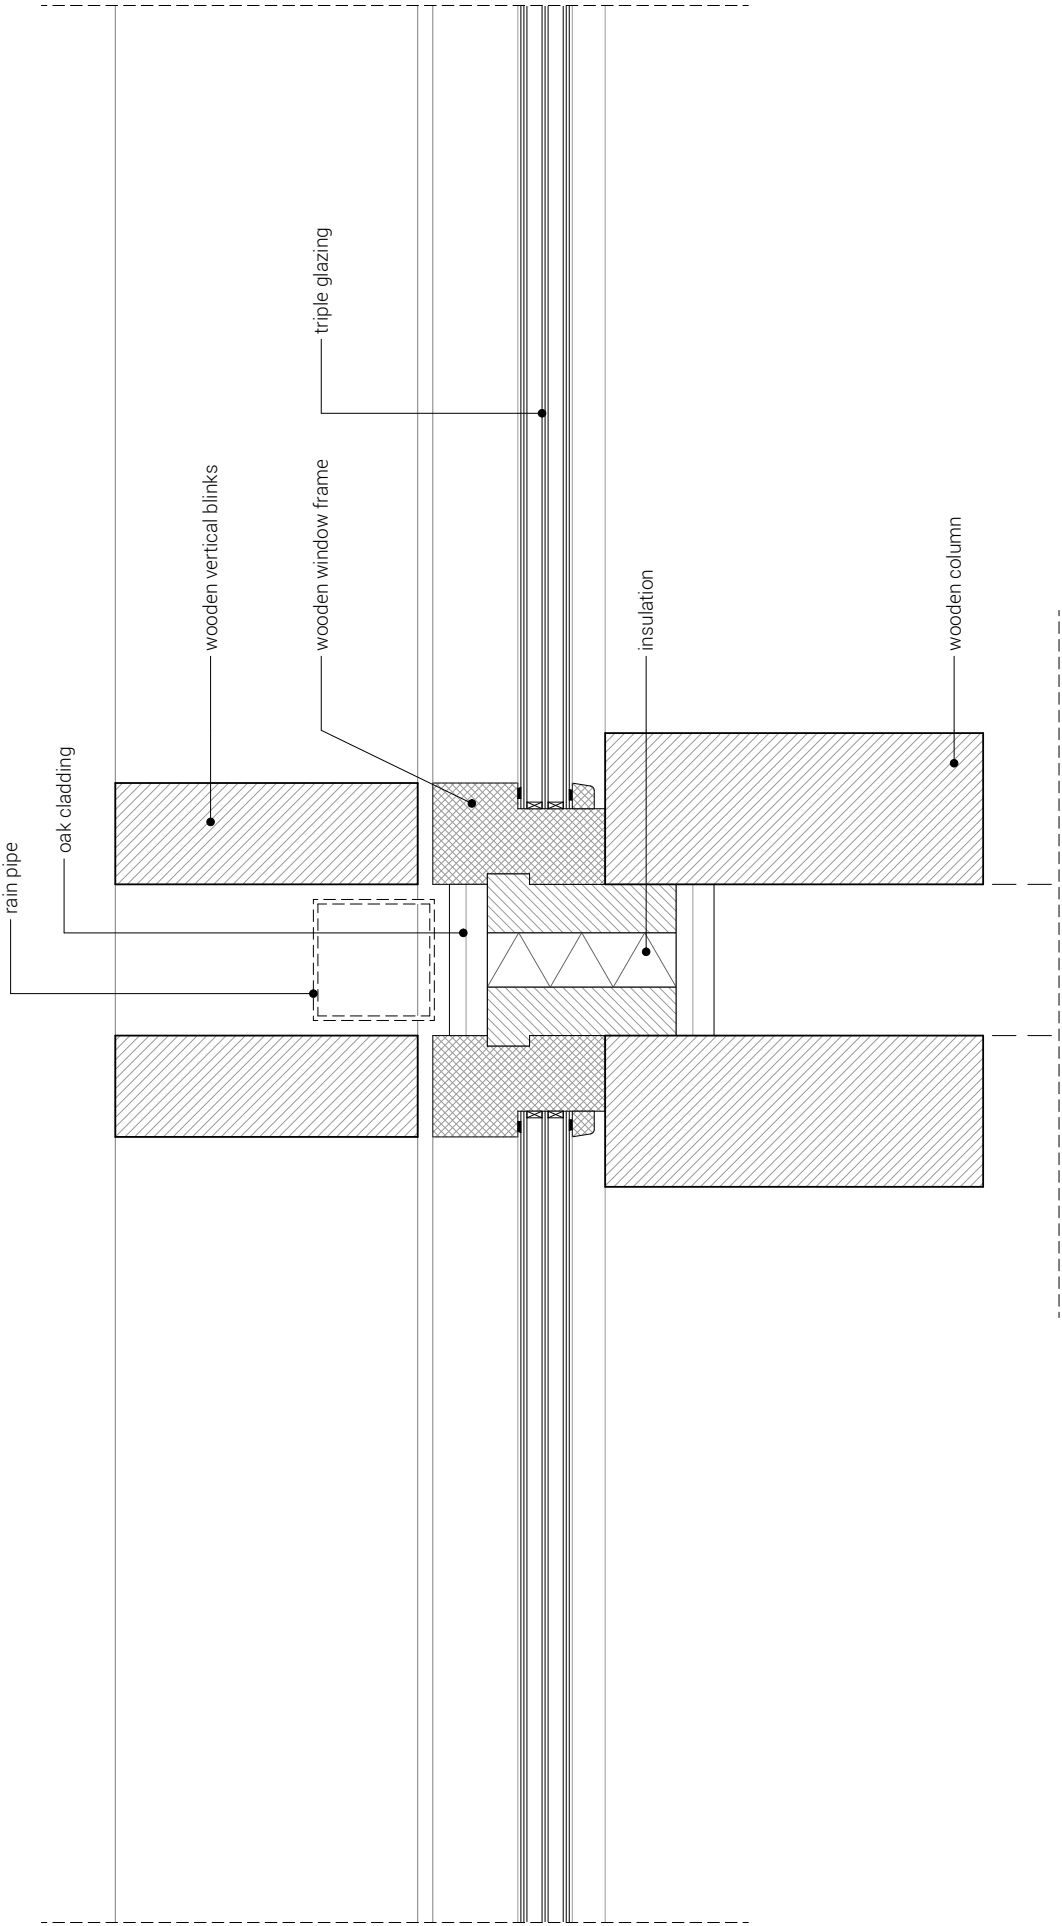 rain pipe
oak cladding
wooden vertical blinks
wooden window frame
triple glazing
insulation
wooden column